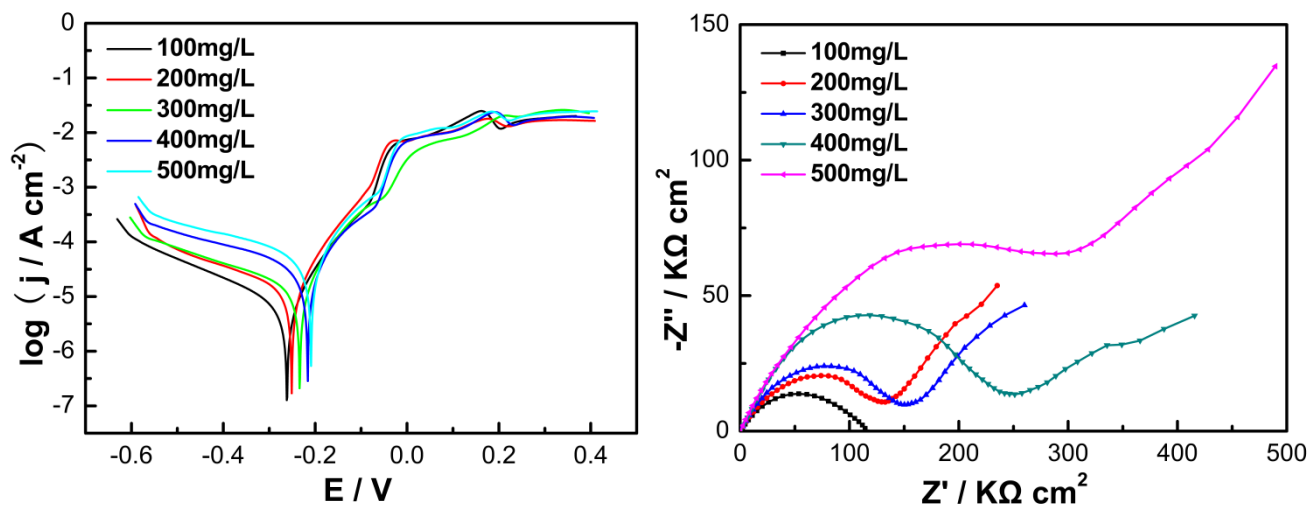 0
-1
-2
-3
-4
-5
-6
-7
log ( j / A cm-2)
100mg/L
200mg/L
300mg/L
400mg/L
500mg/L
-0.6 -0.4 -0.2 0.0 0.2 0.4
E / V
150
100
50
0
-Z'' / KΩ cm2
100mg/L
200mg/L
300mg/L
400mg/L
500mg/L
0 100 200 300 400 500
Z' / KΩ cm2